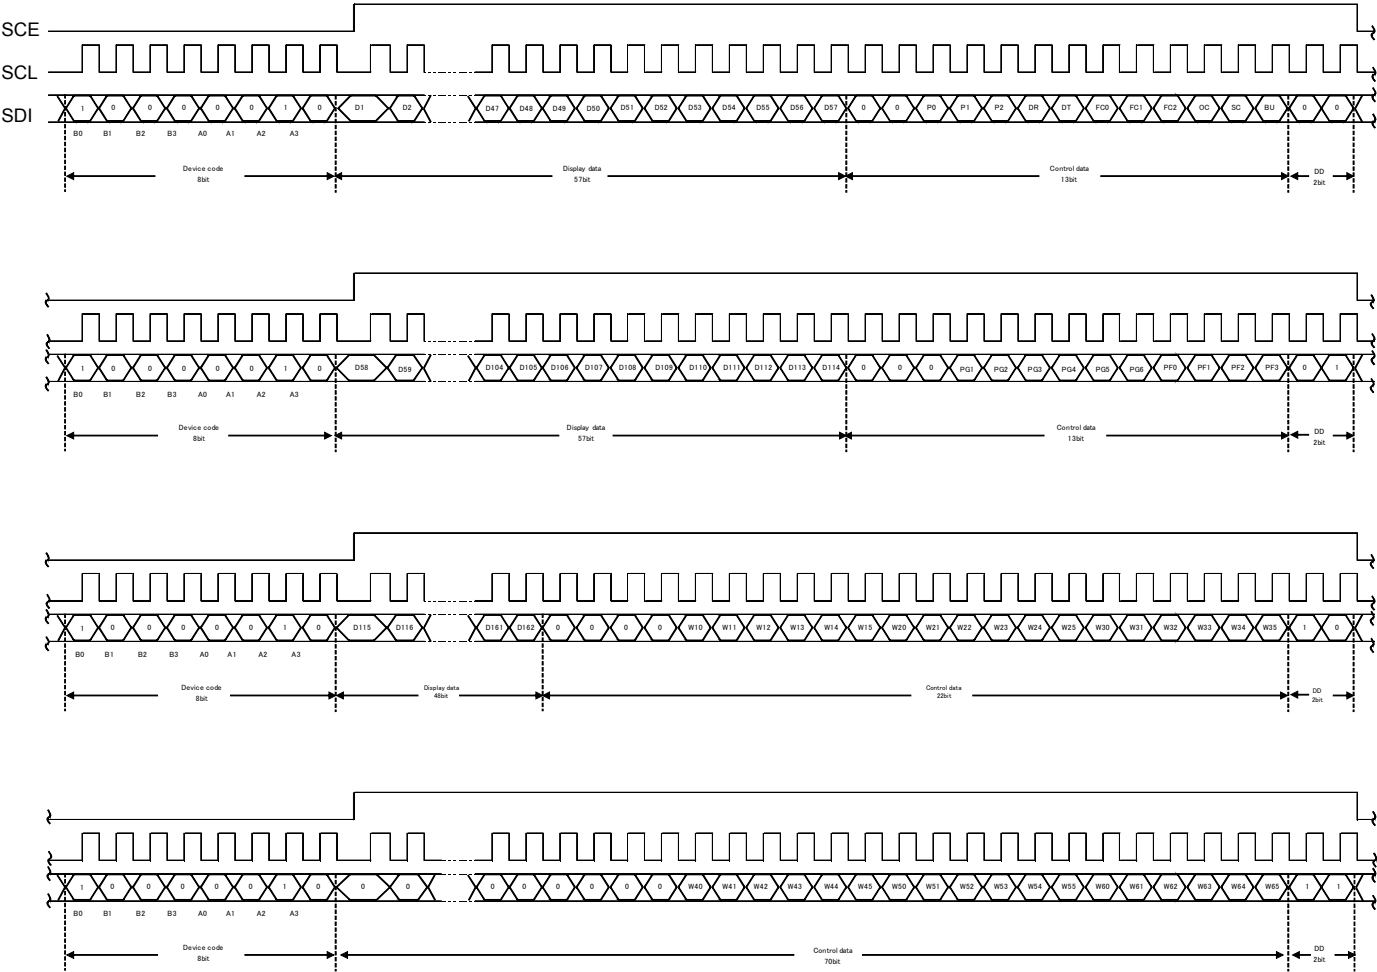 SCE
SCL
SDI
1 0 0 0 0 0 1 0 D1 D2 D47 D48 D49 D50 D51 D52 D53 D54 D55 D56 D57 0 0 P0 P1 P2 DR DT FC0 FC1 FC2 OC SC BU 0 0
B0 B1 B2 B3 A0 A1 A2 A3
Device code Display data Control data DD
8bit 57bit 13bit 2bit
1 0 0 0 0 0 1 0 D58 D59 D104 D105 D106 D107 D108 D109 D110 D111 D112 D113 D114 0 0 0 PG1 PG2 PG3 PG4 PG5 PG6 PF0 PF1 PF2 PF3 0 1
B0 B1 B2 B3 A0 A1 A2 A3
Device code Display data Control data DD
8bit 57bit 13bit 2bit
1 0 0 0 0 0 1 0 D115 D116 D161 D162 0 0 0 0 W10 W11 W12 W13 W14 W15 W20 W21 W22 W23 W24 W25 W30 W31 W32 W33 W34 W35 1 0
B0 B1 B2 B3 A0 A1 A2 A3
Device code Display data Control data DD
8bit 48bit 22bit 2bit
1 0 0 0 0 0 1 0 0 0 0 0 0 0 0 0 W40 W41 W42 W43 W44 W45 W50 W51 W52 W53 W54 W55 W60 W61 W62 W63 W64 W65 1 1
B0 B1 B2 B3 A0 A1 A2 A3
Device code Control data DD
8bit 70bit 2bit